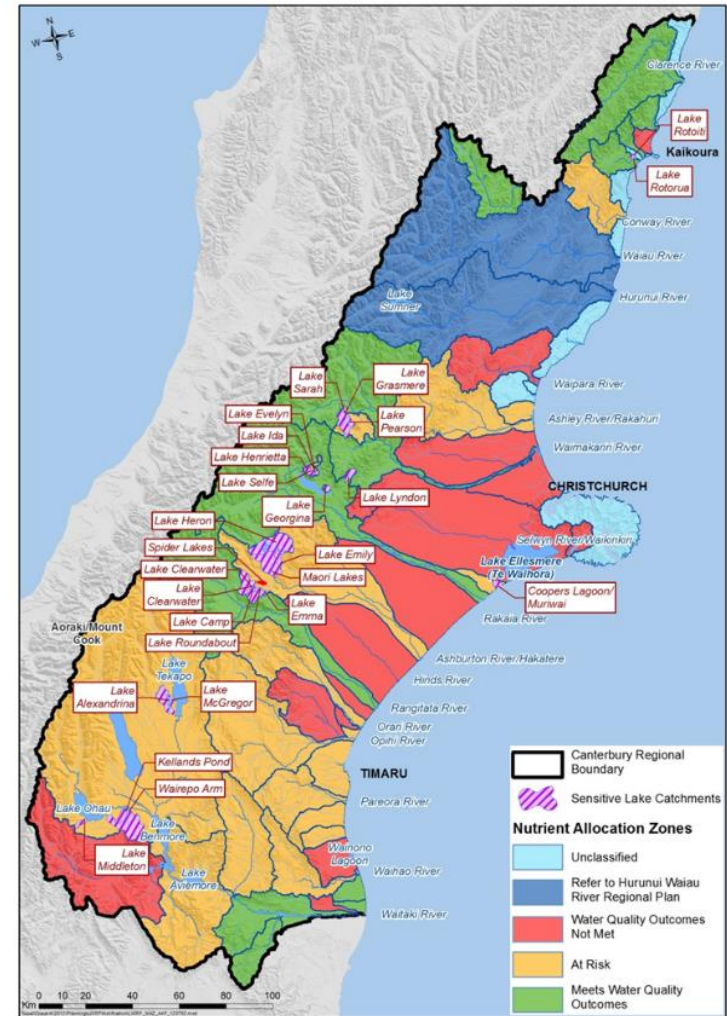 N
W
E
S
Clarence River
Lake
Rotoiti
Kaikoura
Lake
Rotorua
Conway River
Waiau River
Lake
Sumner
Hurunui River
Lake
Sarah
Lake
Grasmere
Waipara River
Lake Evelyn
Lake
Pearson
Ashley River/Rakahuri
Lake Ida
Waimakariri River
Lake Henrietta
Lake Selfe
Lake Lyndon
CHRISTCHURCH
Lake
Georgina
Lake Heron
Selwyn River/Waikirikiri
Spider Lakes
Lake Emily
Lake Ellesmere
(Te Waihora)
Lake Clearwater
Maori Lakes
Lake
Clearwater
Lake
Emma
Coopers Lagoon/
Muriwai
Lake Camp
Rakaia River
Aoraki/Mount
Cook
Lake Roundabout
Ashburton River/Hakatere
Lake
Tekapo
Hinds River
Lake
Alexandrina
Lake
McGregor
Rangitata River
Orari River
Opihi River
Kellands Pond
TIMARU
Wairepo Arm
Pareora River
Lake Ohau
Lake
Benmore
Lake
Middleton
Wainono
Lagoon
Waihao River
Lake
Aviemore
Waitaki River
Canterbury Regional
Boundary
Sensitive Lake Catchments
Nutrient Allocation Zones
Unclassified
Refer to Hurunui Waiau
River Regional Plan
Water Quality Outcomes
Not Met
At Risk
Meets Water Quality
Outcomes
0 10 20 40 60 80 100
Km